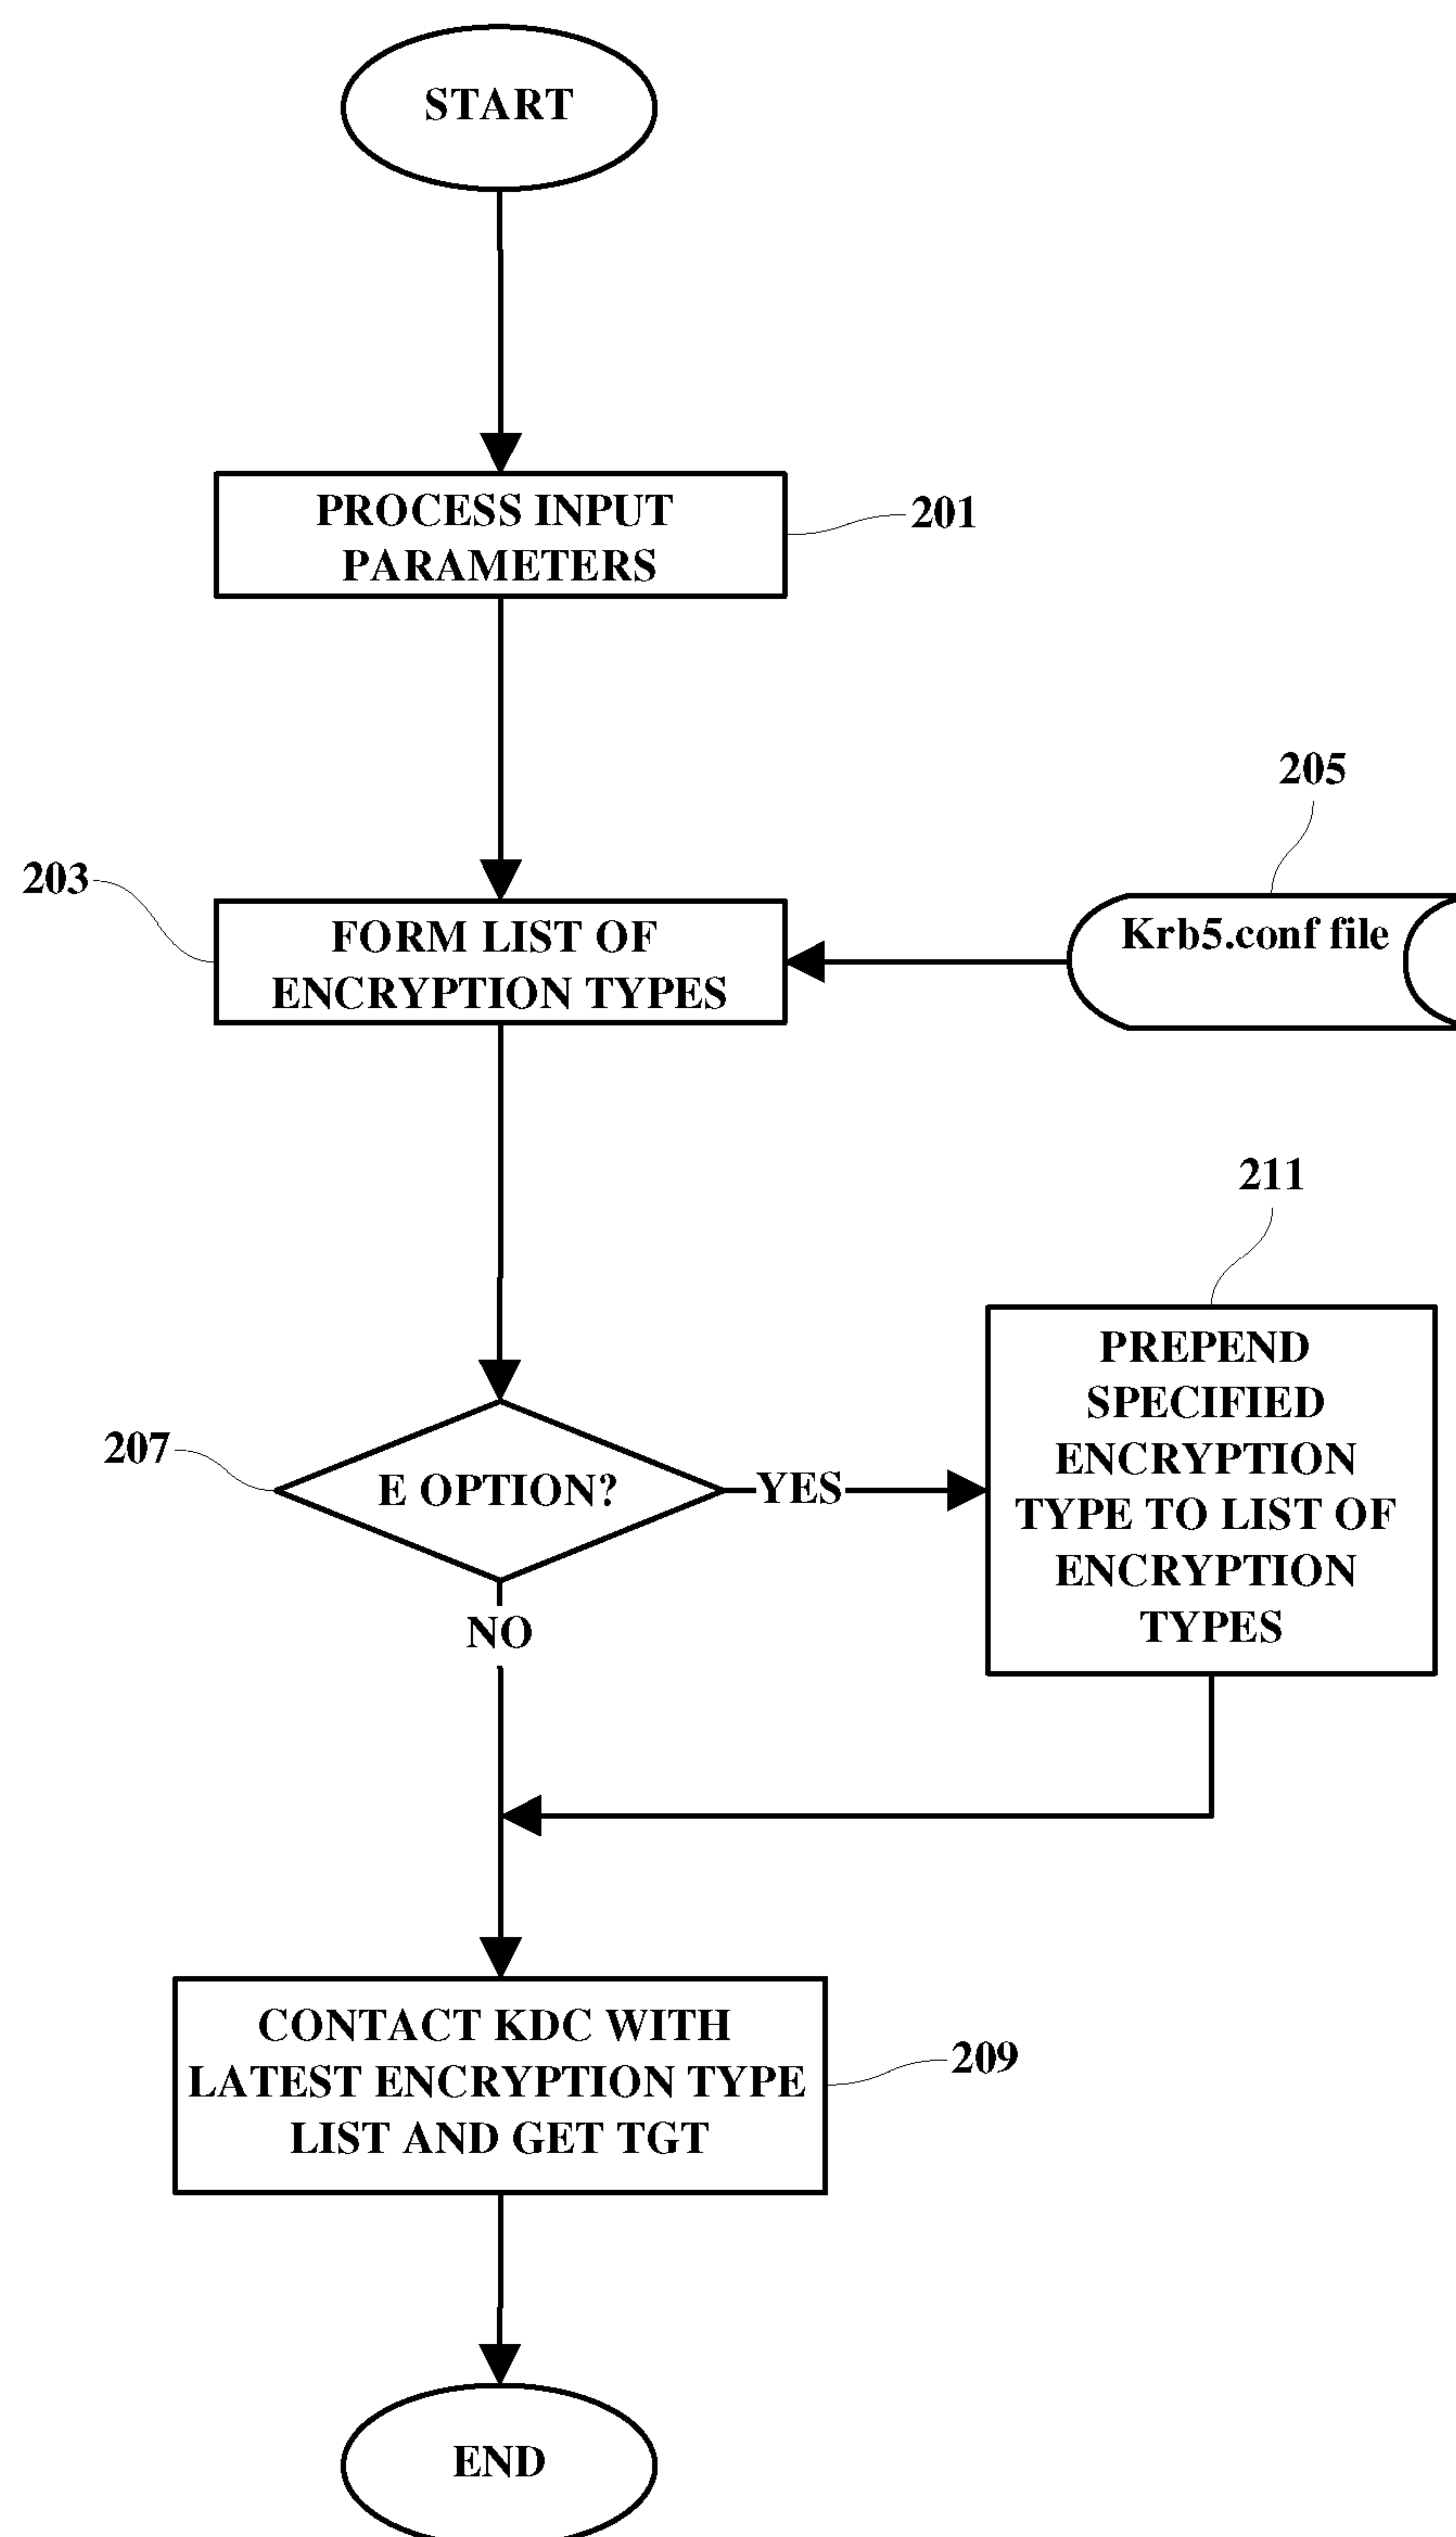 START
PROCESS INPUT
PARAMETERS
201
205
203
FORM LIST OF
ENCRYPTION TYPES
Krb5.conf file
211
PREPEND
SPECIFIED
ENCRYPTION
TYPE TO LIST OF
ENCRYPTION
TYPES
207
E OPTION?
YES
NO
CONTACT KDC WITH
LATEST ENCRYPTION TYPE
LIST AND GET TGT
209
END